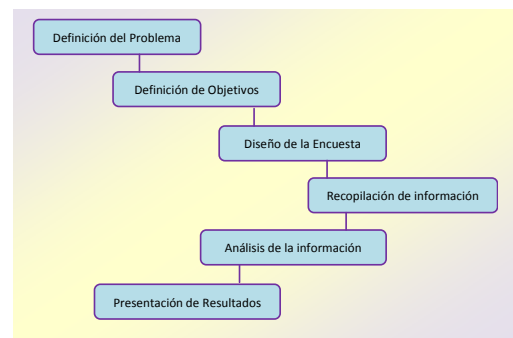 Definición del Problema
Definición de Objetivos
Diseño de la Encuesta
Recopilación de información
Análisis de la información
Presentación de Resultados